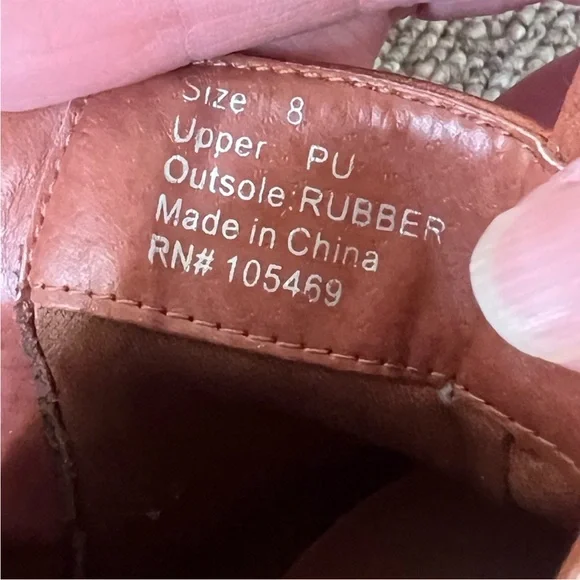 Size 8
Upper PU
Outsole:RUBBER
Made in China
RN# 105469